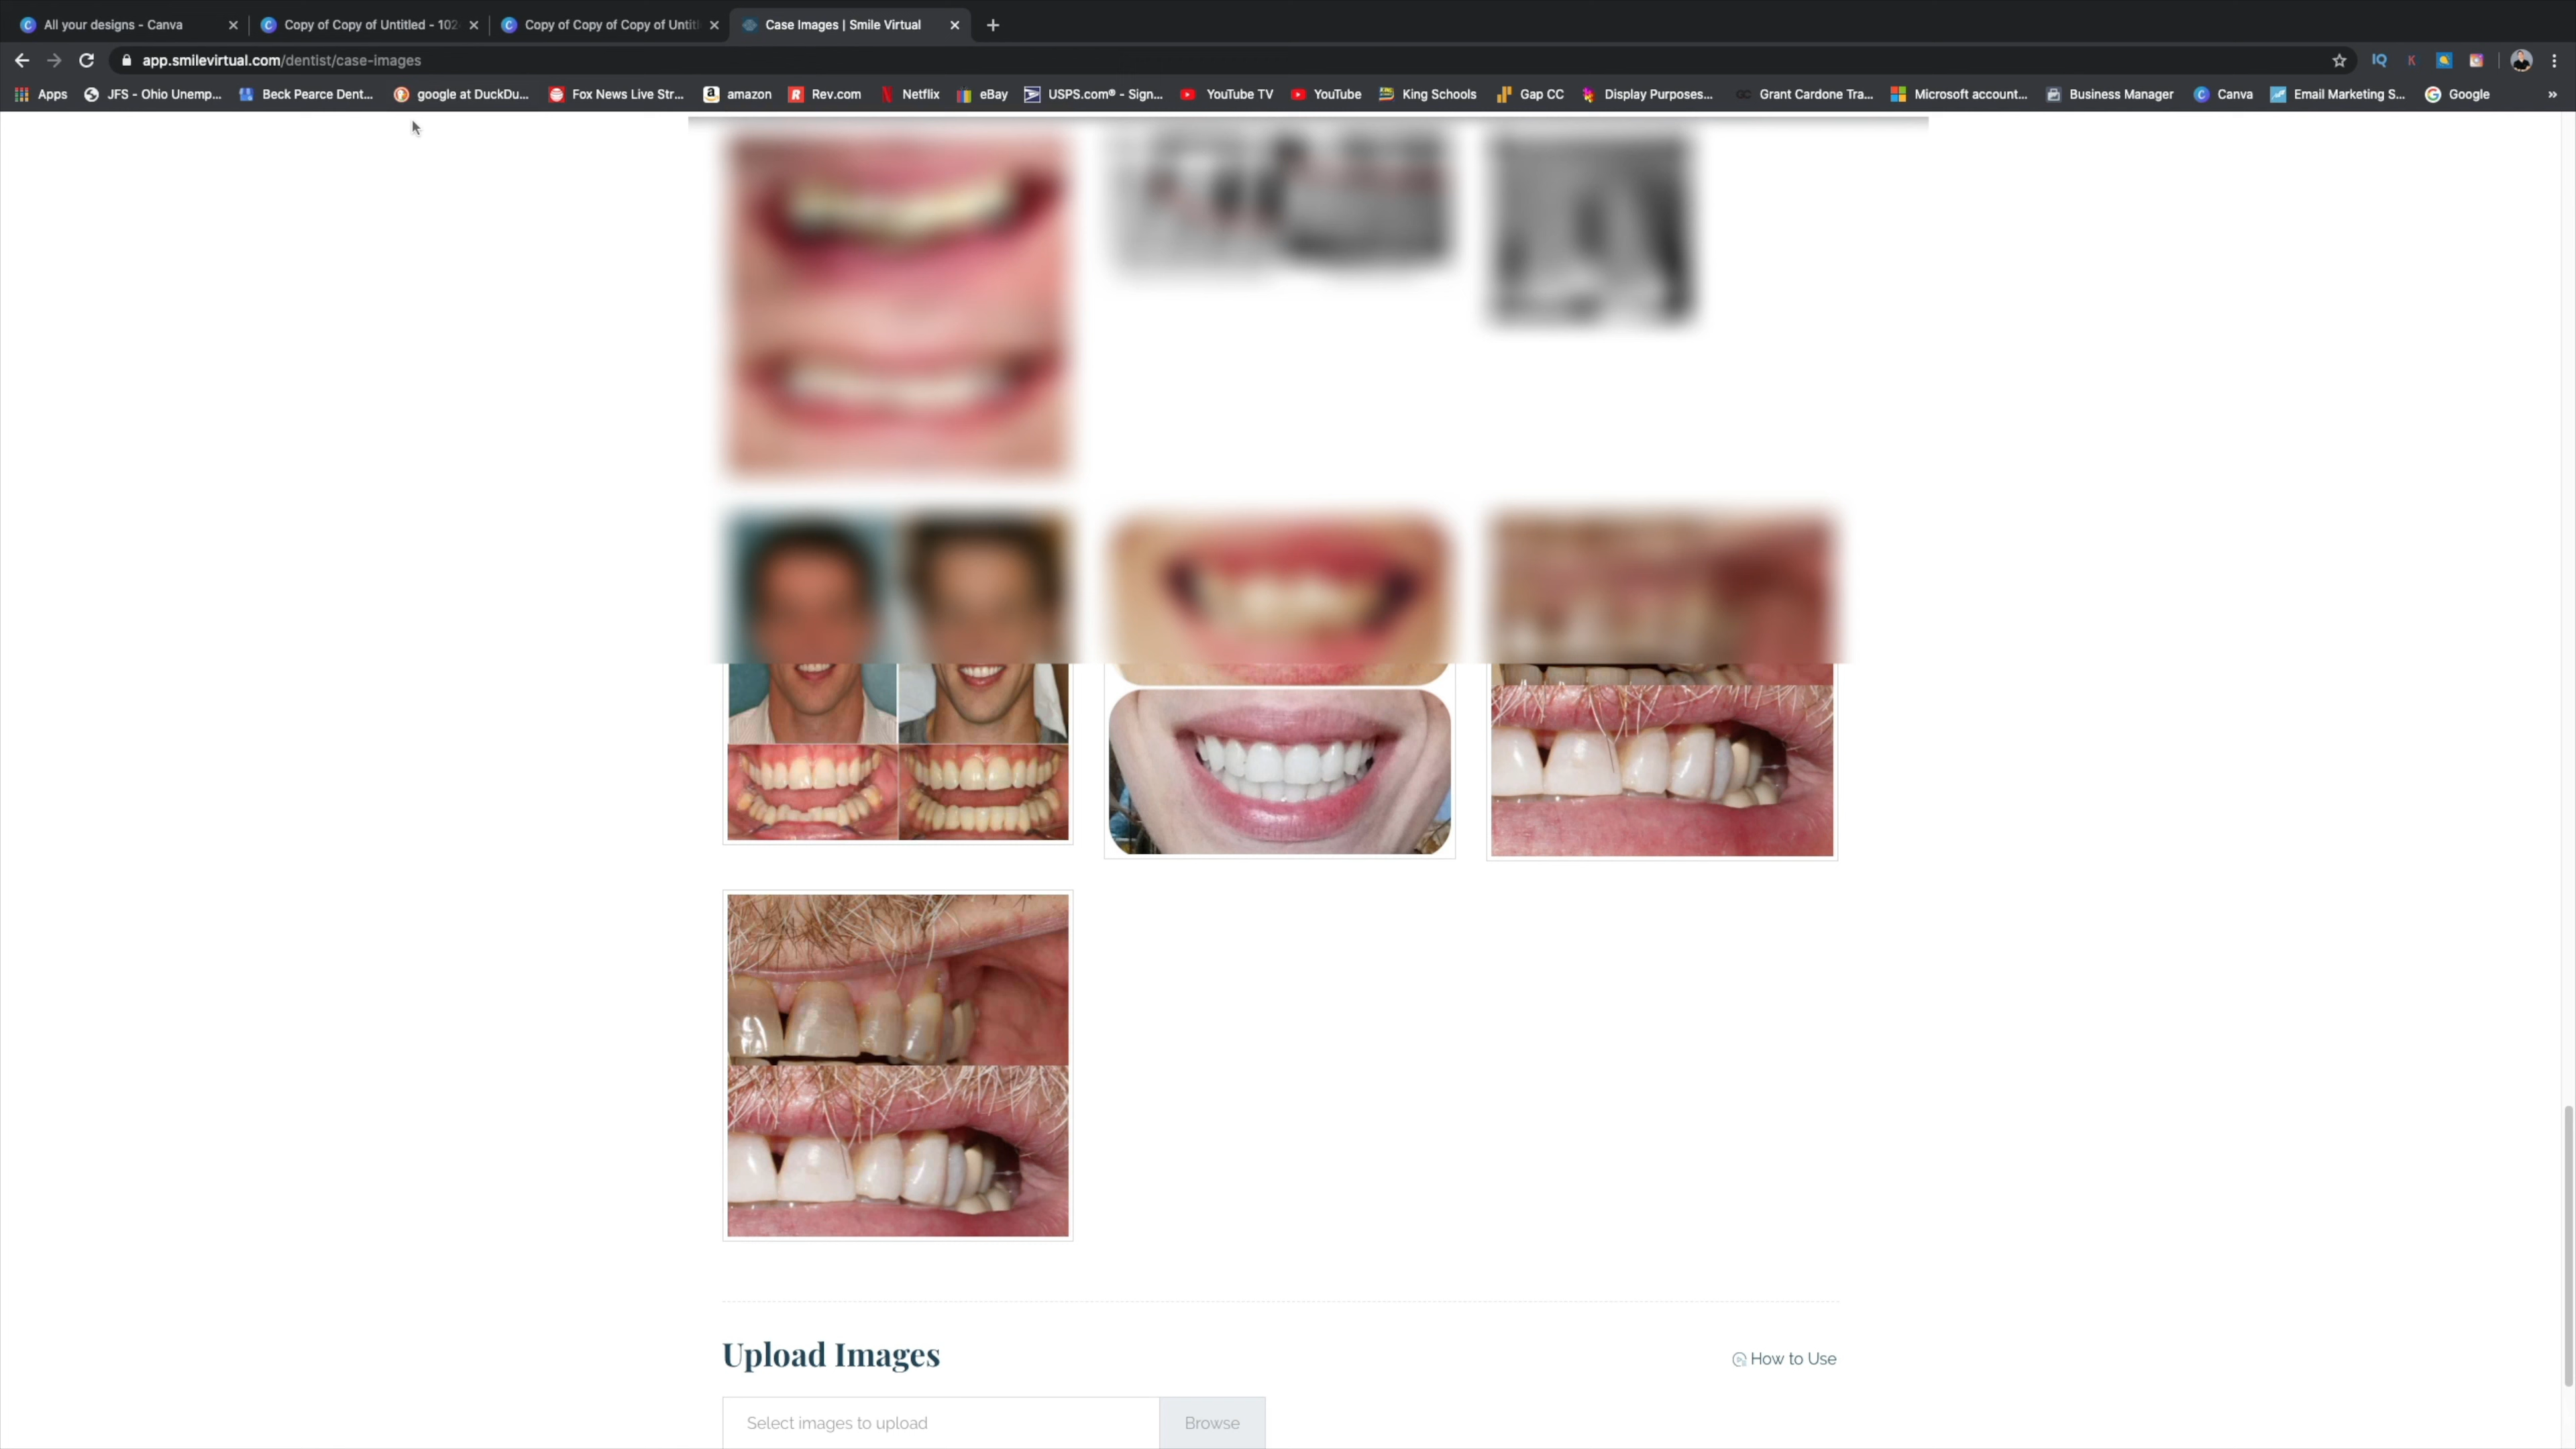 All your designs - Canva
Copy of Copy of Untitled - 102
Copy of Copy of Copy of Untitl
Case Images | Smile Virtual
app.smilevirtual.com/dentist/case-images
IQ
K
Apps
JFS - Ohio Unemp...
Beck Pearce Dent...
google at DuckDu...
Fox News Live Str...
amazon
Rev.com
Netflix
eBay
USPS.com® - Sign...
YouTube TV
YouTube
King Schools
Gap CC
Display Purposes...
Grant Cardone Tra...
Microsoft account...
Business Manager
Canva
Email Marketing S...
Google
»
Upload Images
How to Use
Select images to upload
Browse